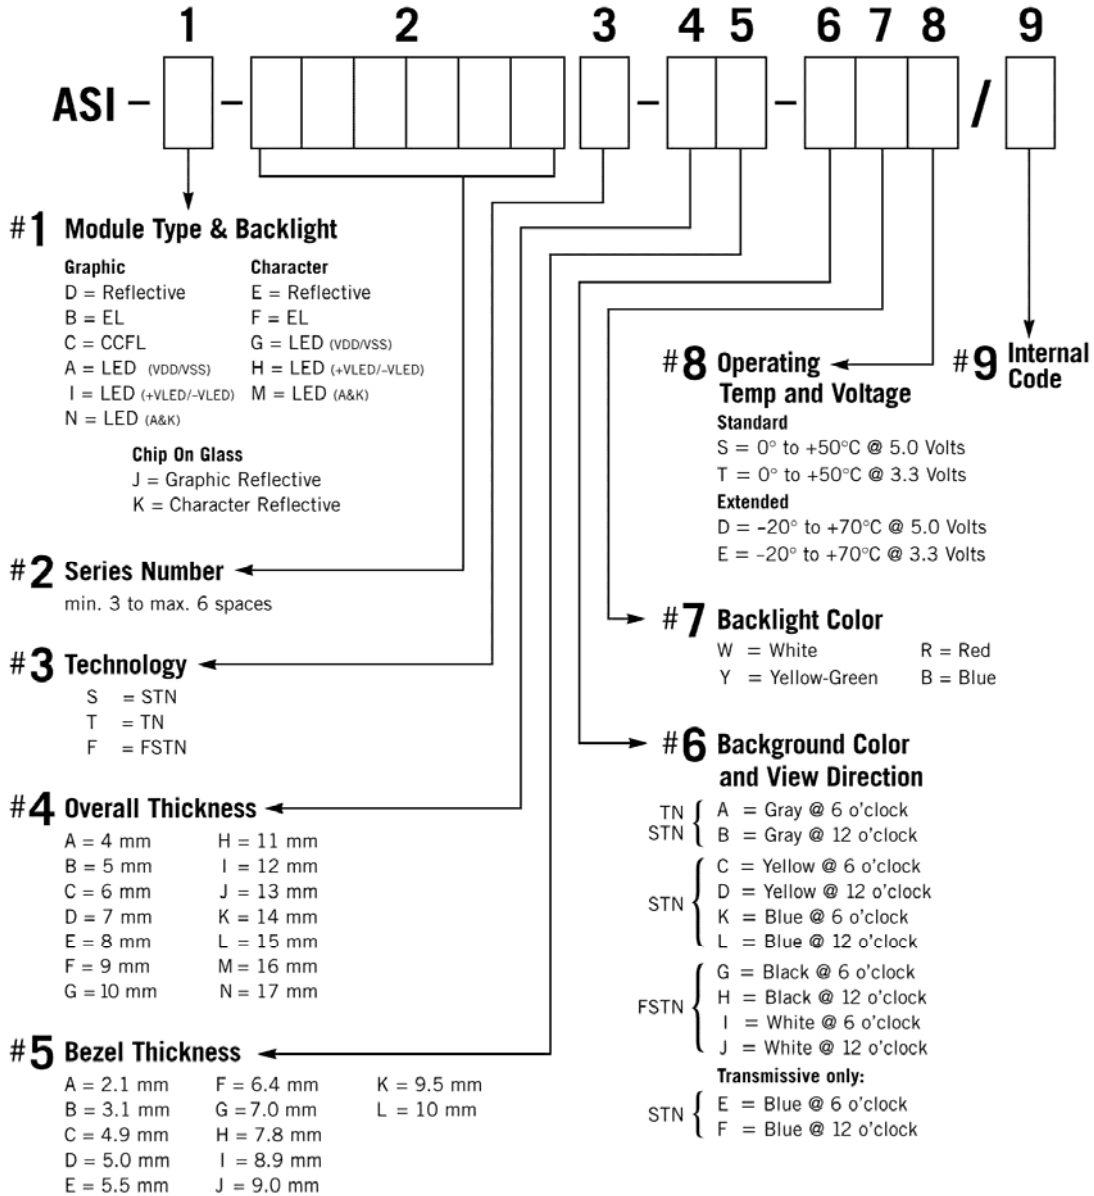 1 2 3 4 5 6 7 8 9
ASI – – – – /
#1 Module Type & Backlight
Graphic Character
D = Reflective E = Reflective
B = EL F = EL
C = CCFL G = LED (VDD/VSS)
A = LED (VDD/VSS) H = LED (+VLED/–VLED)
I = LED (+VLED/–VLED) M = LED (A&K)
N = LED (A&K)
Chip On Glass
J = Graphic Reflective
K = Character Reflective
#2 Series Number
min. 3 to max. 6 spaces
#3 Technology
S = STN
T = TN
F = FSTN
#4 Overall Thickness
A = 4 mm H = 11 mm
B = 5 mm I = 12 mm
C = 6 mm J = 13 mm
D = 7 mm K = 14 mm
E = 8 mm L = 15 mm
F = 9 mm M = 16 mm
G = 10 mm N = 17 mm
#5 Bezel Thickness
A = 2.1 mm F = 6.4 mm K = 9.5 mm
B = 3.1 mm G = 7.0 mm L = 10 mm
C = 4.9 mm H = 7.8 mm
D = 5.0 mm I = 8.9 mm
E = 5.5 mm J = 9.0 mm
#8 Operating
Temp and Voltage
Standard
S = 0° to +50°C @ 5.0 Volts
T = 0° to +50°C @ 3.3 Volts
Extended
D = –20° to +70°C @ 5.0 Volts
E = –20° to +70°C @ 3.3 Volts
#9 Internal
Code
#7 Backlight Color
W = White R = Red
Y = Yellow-Green B = Blue
#6 Background Color
and View Direction
TN A = Gray @ 6 o'clock
STN B = Gray @ 12 o'clock
C = Yellow @ 6 o'clock
D = Yellow @ 12 o'clock
STN
K = Blue @ 6 o'clock
L = Blue @ 12 o'clock
G = Black @ 6 o'clock
H = Black @ 12 o'clock
FSTN
I = White @ 6 o'clock
J = White @ 12 o'clock
Transmissive only:
E = Blue @ 6 o'clock
STN
F = Blue @ 12 o'clock